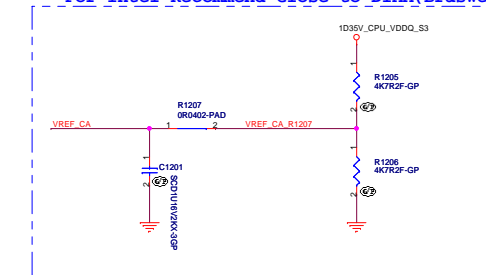 1D35V_CPU_VDDQ_S3
1
R1205
4K7R2F-GP
2
R1207
0R0402-PAD
VREF_CA
1
2
VREF_CA_R1207
1
C1201
2
SCD1U16V2KX-3GP
1
R1206
4K7R2F-GP
2